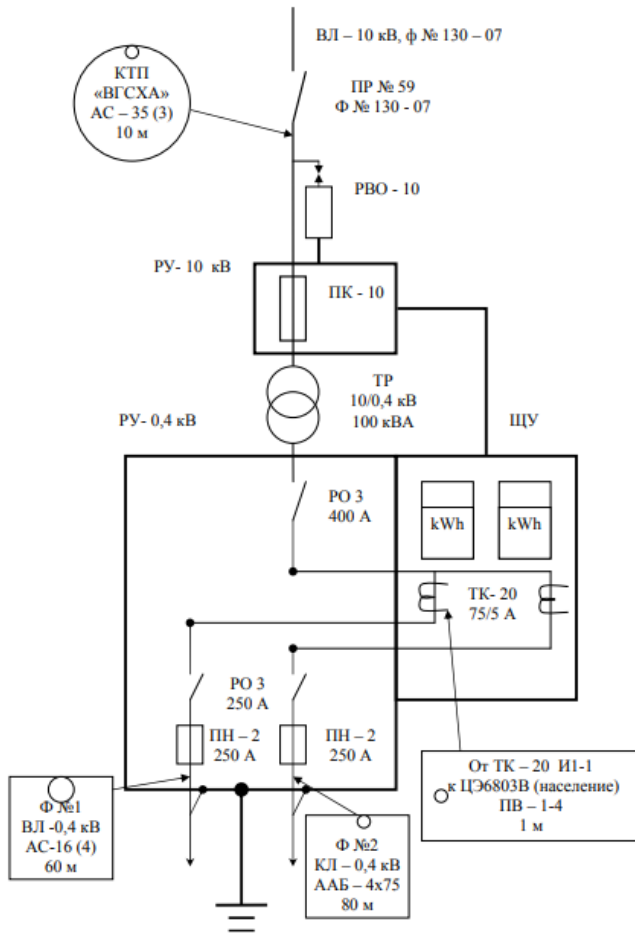 ВЛ – 10 кВ, ф № 130 – 07
КТП
«ВГСХА»
АС – 35 (3)
10 м
ПР № 59
Ф № 130 - 07
РВО - 10
РУ- 10 кВ
ПК - 10
ТР
10/0,4 кВ
100 кВА
РУ- 0,4 кВ
ЩУ
РО 3
400 А
kWh
kWh
ТК- 20
75/5 А
РО 3
250 А
ПН – 2
250 А
ПН – 2
250 А
От ТК – 20 И1-1
к ЦЭ6803В (население)
ПВ – 1-4
1 м
Ф №1
ВЛ -0,4 кВ
АС-16 (4)
60 м
Ф №2
КЛ – 0,4 кВ
ААБ – 4х75
80 м